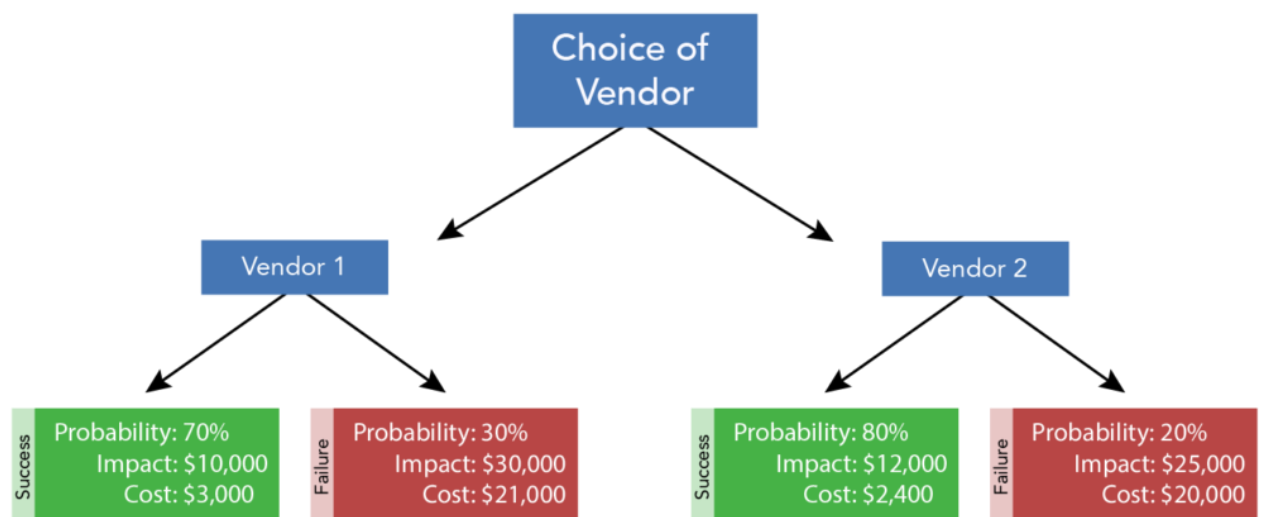 Choice of
Vendor
Vendor 1
Vendor 2
Success
Probability: 70%
Impact: $10,000
Cost: $3,000
Failure
Probability: 30%
Impact: $30,000
Cost: $21,000
Success
Probability: 80%
Impact: $12,000
Cost: $2,400
Failure
Probability: 20%
Impact: $25,000
Cost: $20,000